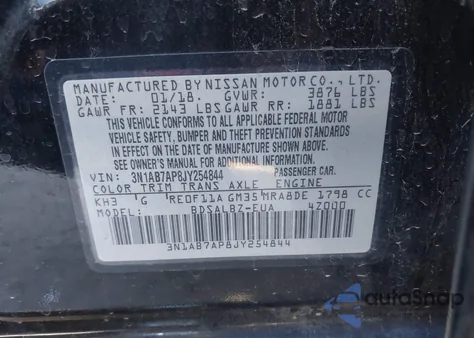 MANUFACTURED BY NISSAN MOTOR CO., LTD.
DATE: 01/18. GVWR: 3876 LBS
GAWR FR: 2143 LBS GAWR RR: 1881 LBS
THIS VEHICLE CONFORMS TO ALL APPLICABLE FEDERAL MOTOR
VEHICLE SAFETY, BUMPER AND THEFT PREVENTION STANDARDS
IN EFFECT ON THE DATE OF MANUFACTURE SHOWN ABOVE.
SEE OWNER'S MANUAL FOR ADDITIONAL INFORMATION.
VIN: 3N1AB7AP8JY254844 PASSENGER CAR.
COLOR TRIM TRANS AXLE ENGINE
KH3 G RE0F11A GM35 MRA8DE 1798 CC
MODEL: BDSALBZ-EUA 4Z000
3N1AB7AP8JY254844
autoSnap